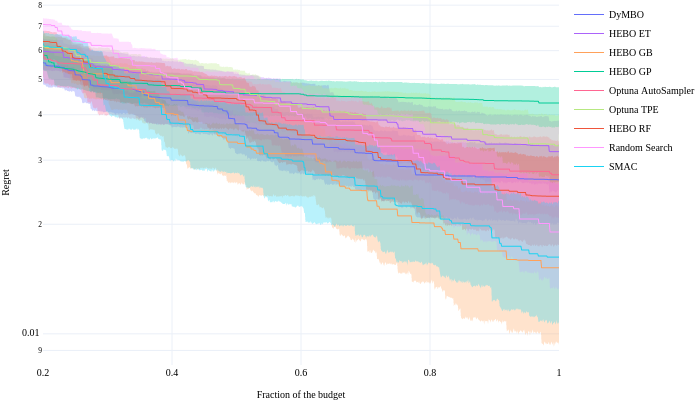 8
7
6
5
4
3
2
0.01
9
Regret
0.2
0.4
0.6
0.8
1
Fraction of the budget
DyMBO
HEBO ET
HEBO GB
HEBO GP
Optuna AutoSampler
Optuna TPE
HEBO RF
Random Search
SMAC